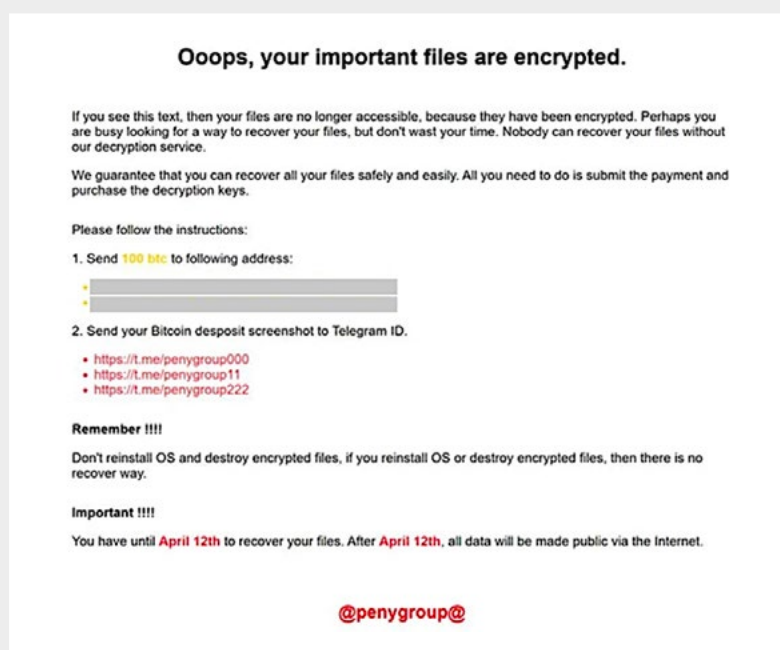 Ooops, your important files are encrypted.
If you see this text, then your files are no longer accessible, because they have been encrypted. Perhaps you
are busy looking for a way to recover your files, but don't wast your time. Nobody can recover your files without
our decryption service.
We guarantee that you can recover all your files safely and easily. All you need to do is submit the payment and
purchase the decryption keys.
Please follow the instructions:
1. Send 100 btc to following address:
2. Send your Bitcoin desposit screenshot to Telegram ID.
• https://t.me/penygroup000
• https://t.me/penygroup11
• https://t.me/penygroup222
Remember !!!!
Don't reinstall OS and destroy encrypted files, if you reinstall OS or destroy encrypted files, then there is no
recover way.
Important !!!!
You have until April 12th to recover your files. After April 12th, all data will be made public via the Internet.
@penygroup@